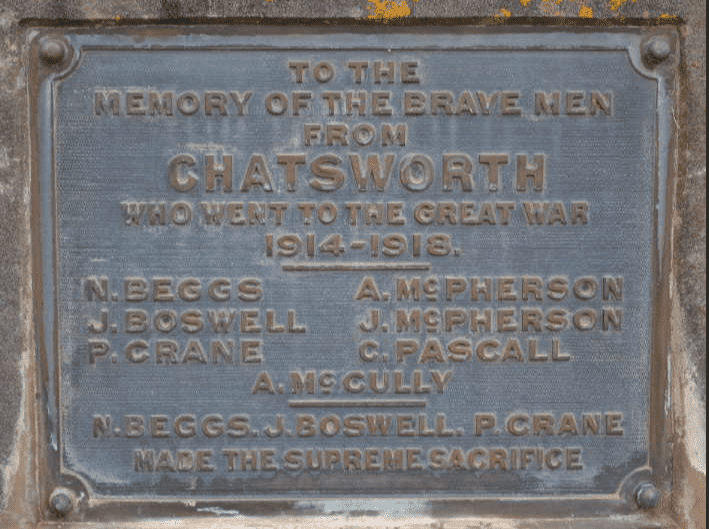 TO THE
MEMORY OF THE BRAVE MEN
FROM
CHATSWORTH
WHO WENT TO THE GREAT WAR
1914-1918.
N. BEGGS A. McPHERSON
J. BOSWELL J. McPHERSON
P. CRANE C. PASCALL
A. McCULLY
N. BEGGS. J. BOSWELL. P. CRANE
MADE THE SUPREME SACRIFICE